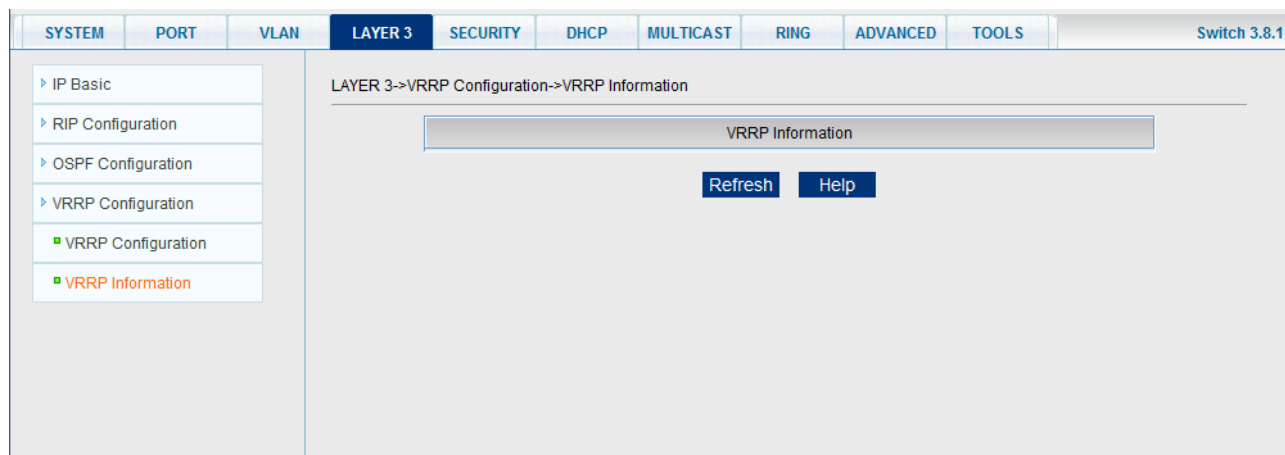 SYSTEM PORT VLAN LAYER 3 SECURITY DHCP MULTICAST RING ADVANCED TOOLS Switch 3.8.1
IP Basic
RIP Configuration
OSPF Configuration
VRRP Configuration
VRRP Configuration
VRRP Information
LAYER 3->VRRP Configuration->VRRP Information
VRRP Information
Refresh Help